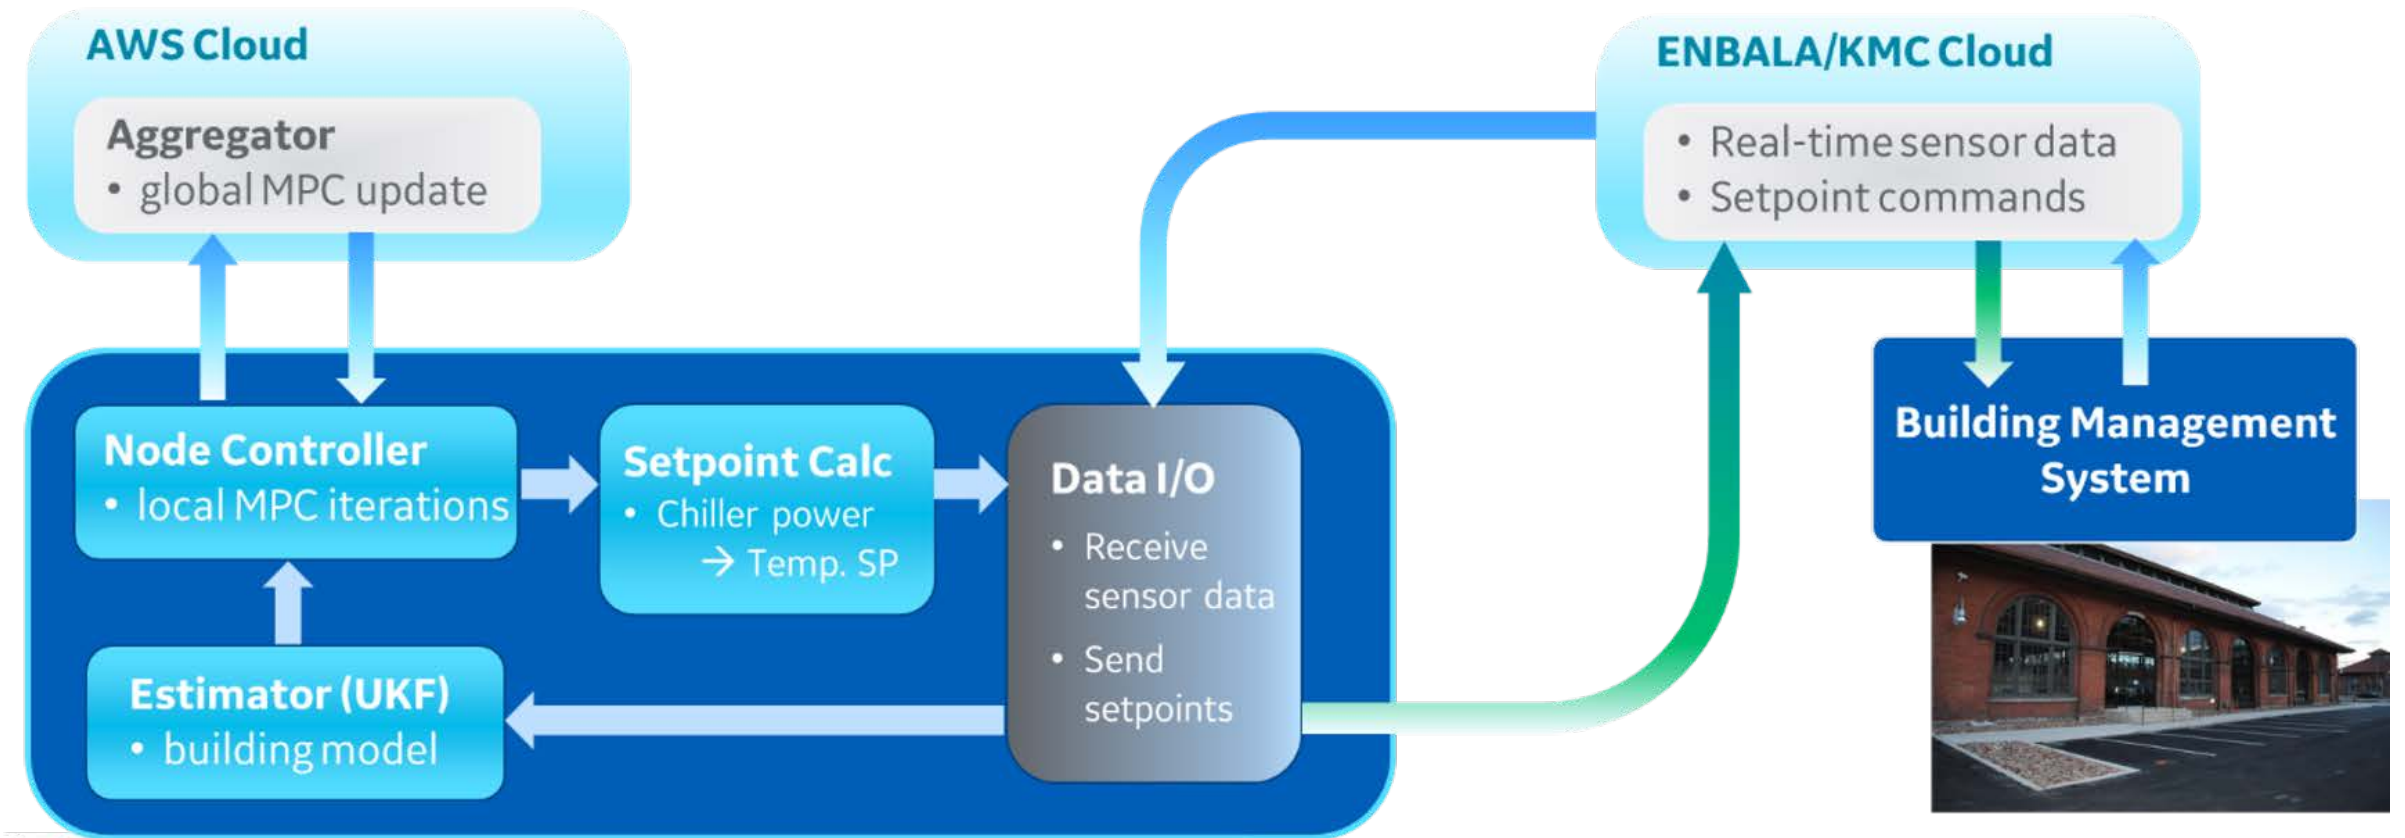 AWS Cloud
Aggregator
• global MPC update
ENBALA/KMC Cloud
• Real-time sensor data
• Setpoint commands
Node Controller
• local MPC iterations
Setpoint Calc
• Chiller power
→ Temp. SP
Data I/O
• Receive
sensor data
• Send
setpoints
Estimator (UKF)
• building model
Building Management
System